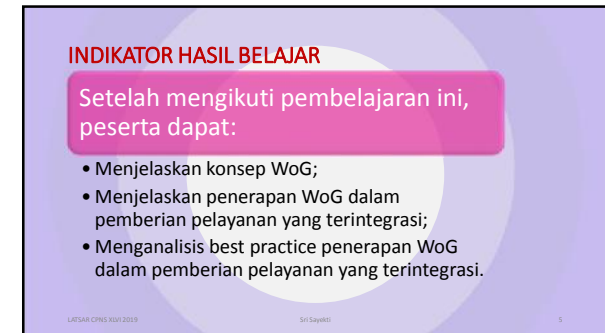 INDIKATOR HASIL BELAJAR
Setelah mengikuti pembelajaran ini,
peserta dapat:
• Menjelaskan konsep WoG;
• Menjelaskan penerapan WoG dalam
pemberian pelayanan yang terintegrasi;
• Menganalisis best practice penerapan WoG
dalam pemberian pelayanan yang terintegrasi.
LATSAR CPNS XLVI 2019
Sri Sayekti
5